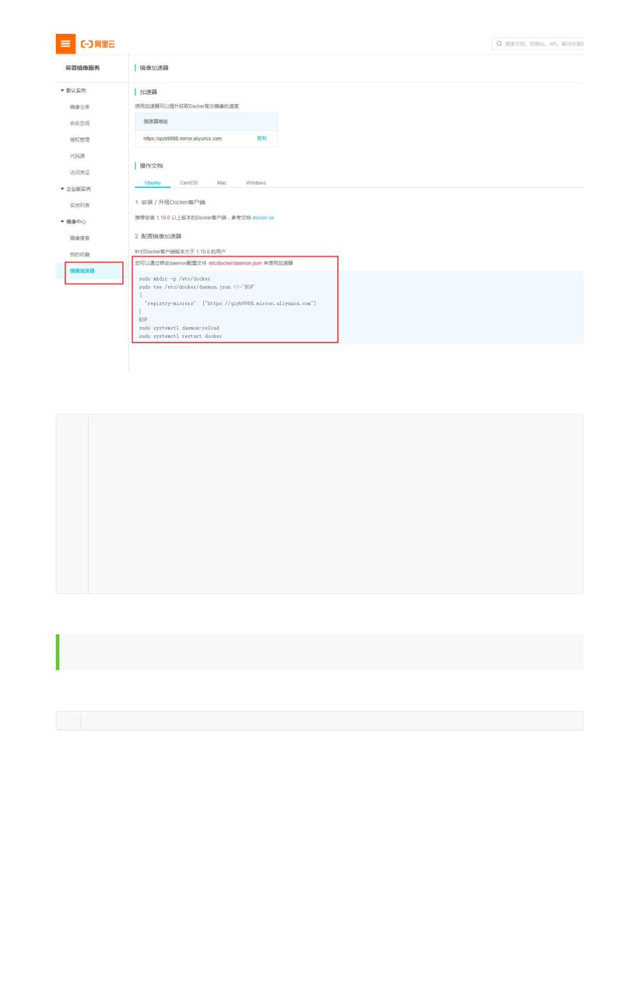 阿里云
搜索文档、控制台、API、解决方案
容器镜像服务
镜像加速器
默认实例
镜像仓库
命名空间
授权管理
代码源
访问凭证
企业版实例
实例列表
镜像中心
镜像搜索
我的收藏
镜像加速器
加速器
使用加速器可以提升获取Docker官方镜像的速度
加速器地址
https://qiyb9988.mirror.aliyuncs.com 复制
操作文档
Ubuntu CentOS Mac Windows
1. 安装 / 升级Docker客户端
推荐安装 1.10.0 以上版本的Docker客户端，参考文档 docker-ce
2. 配置镜像加速器
针对Docker客户端版本大于 1.10.0 的用户
您可以通过修改daemon配置文件 /etc/docker/daemon.json 来使用加速器
sudo mkdir -p /etc/docker
sudo tee /etc/docker/daemon.json <<-'EOF'
{
"registry-mirrors": ["https://qiyb9988.mirror.aliyuncs.com"]
}
EOF
sudo systemctl daemon-reload
sudo systemctl restart docker